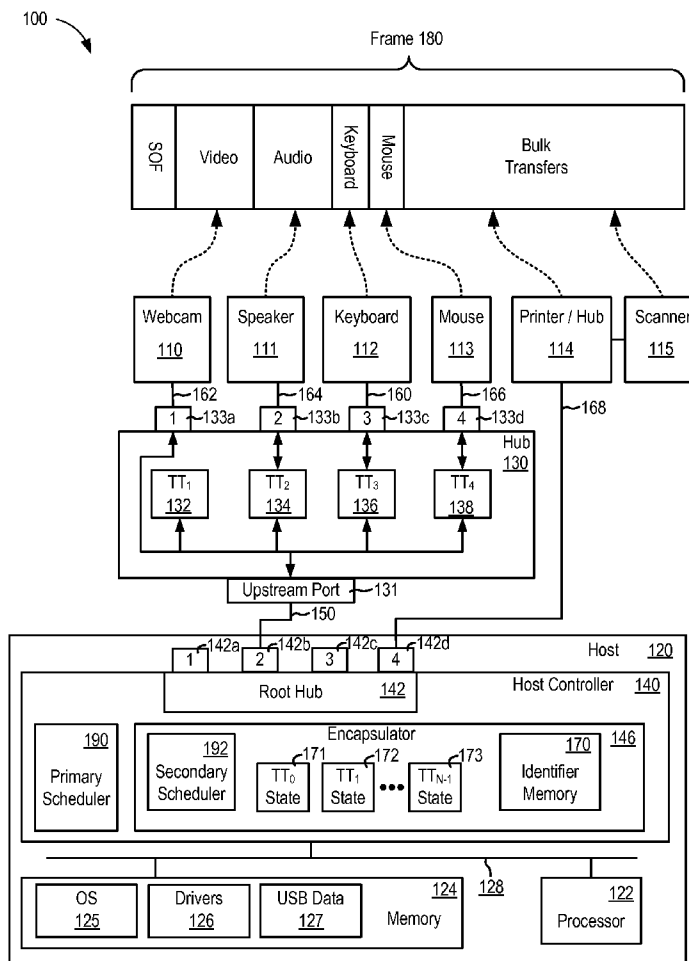 100
Frame 180
SOF
Video
Audio
Keyboard
Mouse
Bulk
Transfers
Webcam
110
Speaker
111
Keyboard
112
Mouse
113
Printer / Hub
114
Scanner
115
162
164
160
166
168
1
133a
2
133b
3
133c
4
133d
Hub
130
TT1
132
TT2
134
TT3
136
TT4
138
Upstream Port
131
150
142a
142b
142c
142d
1
2
3
4
Host
120
Root Hub
142
Host Controller
140
190
Primary
Scheduler
Encapsulator
146
192
Secondary
Scheduler
171
TT0
State
172
TT1
State
●●●
173
TTN-1
State
170
Identifier
Memory
128
OS
125
Drivers
126
USB Data
127
124
Memory
122
Processor